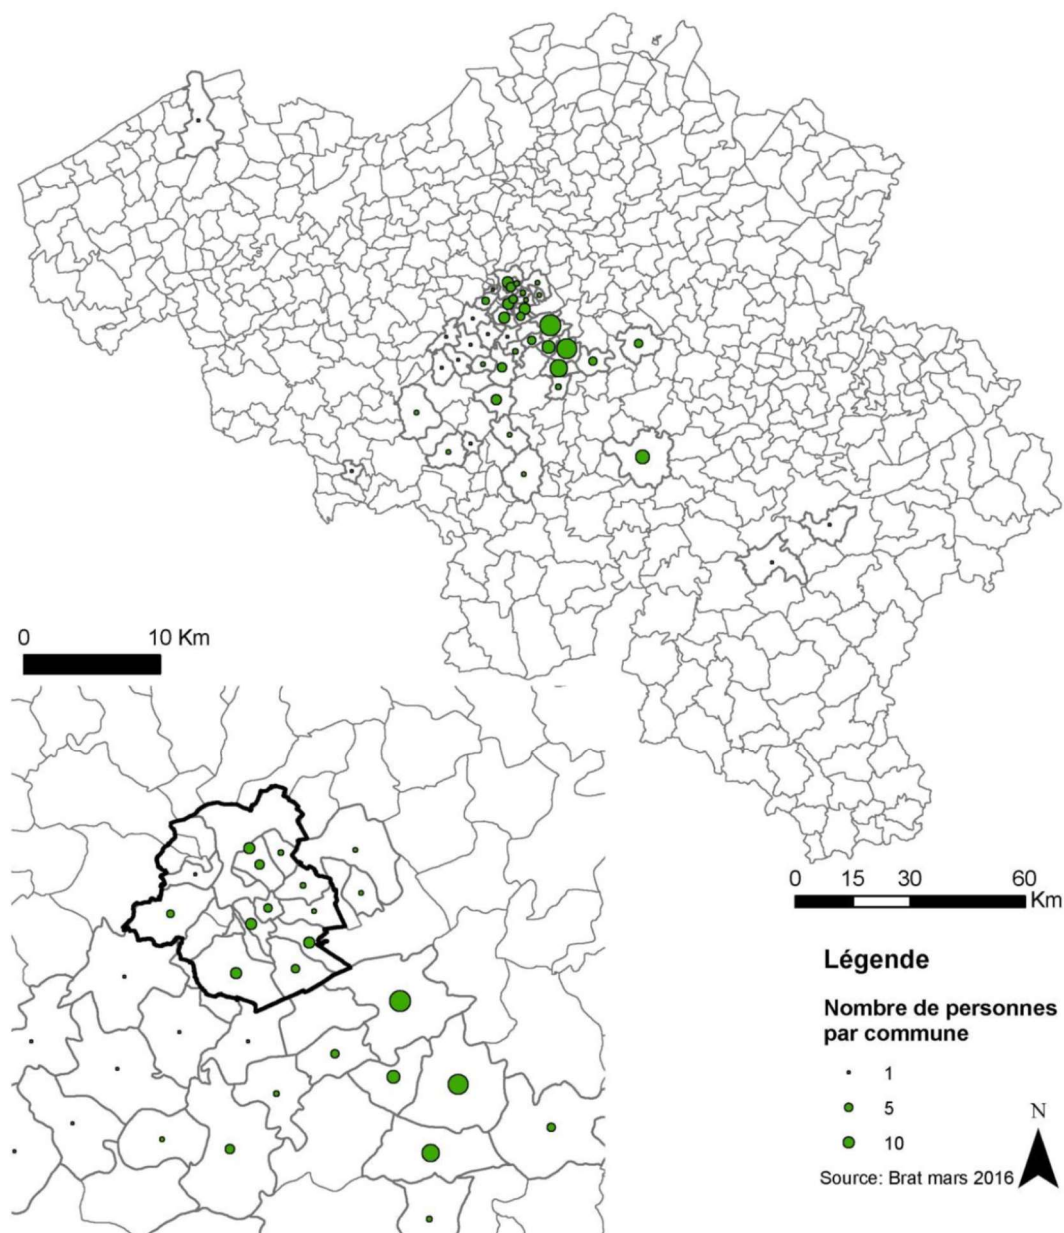 0 10 Km
0 15 30 60
Km
Légende
Nombre de personnes
par commune
1
5
10
N
Source: Brat mars 2016